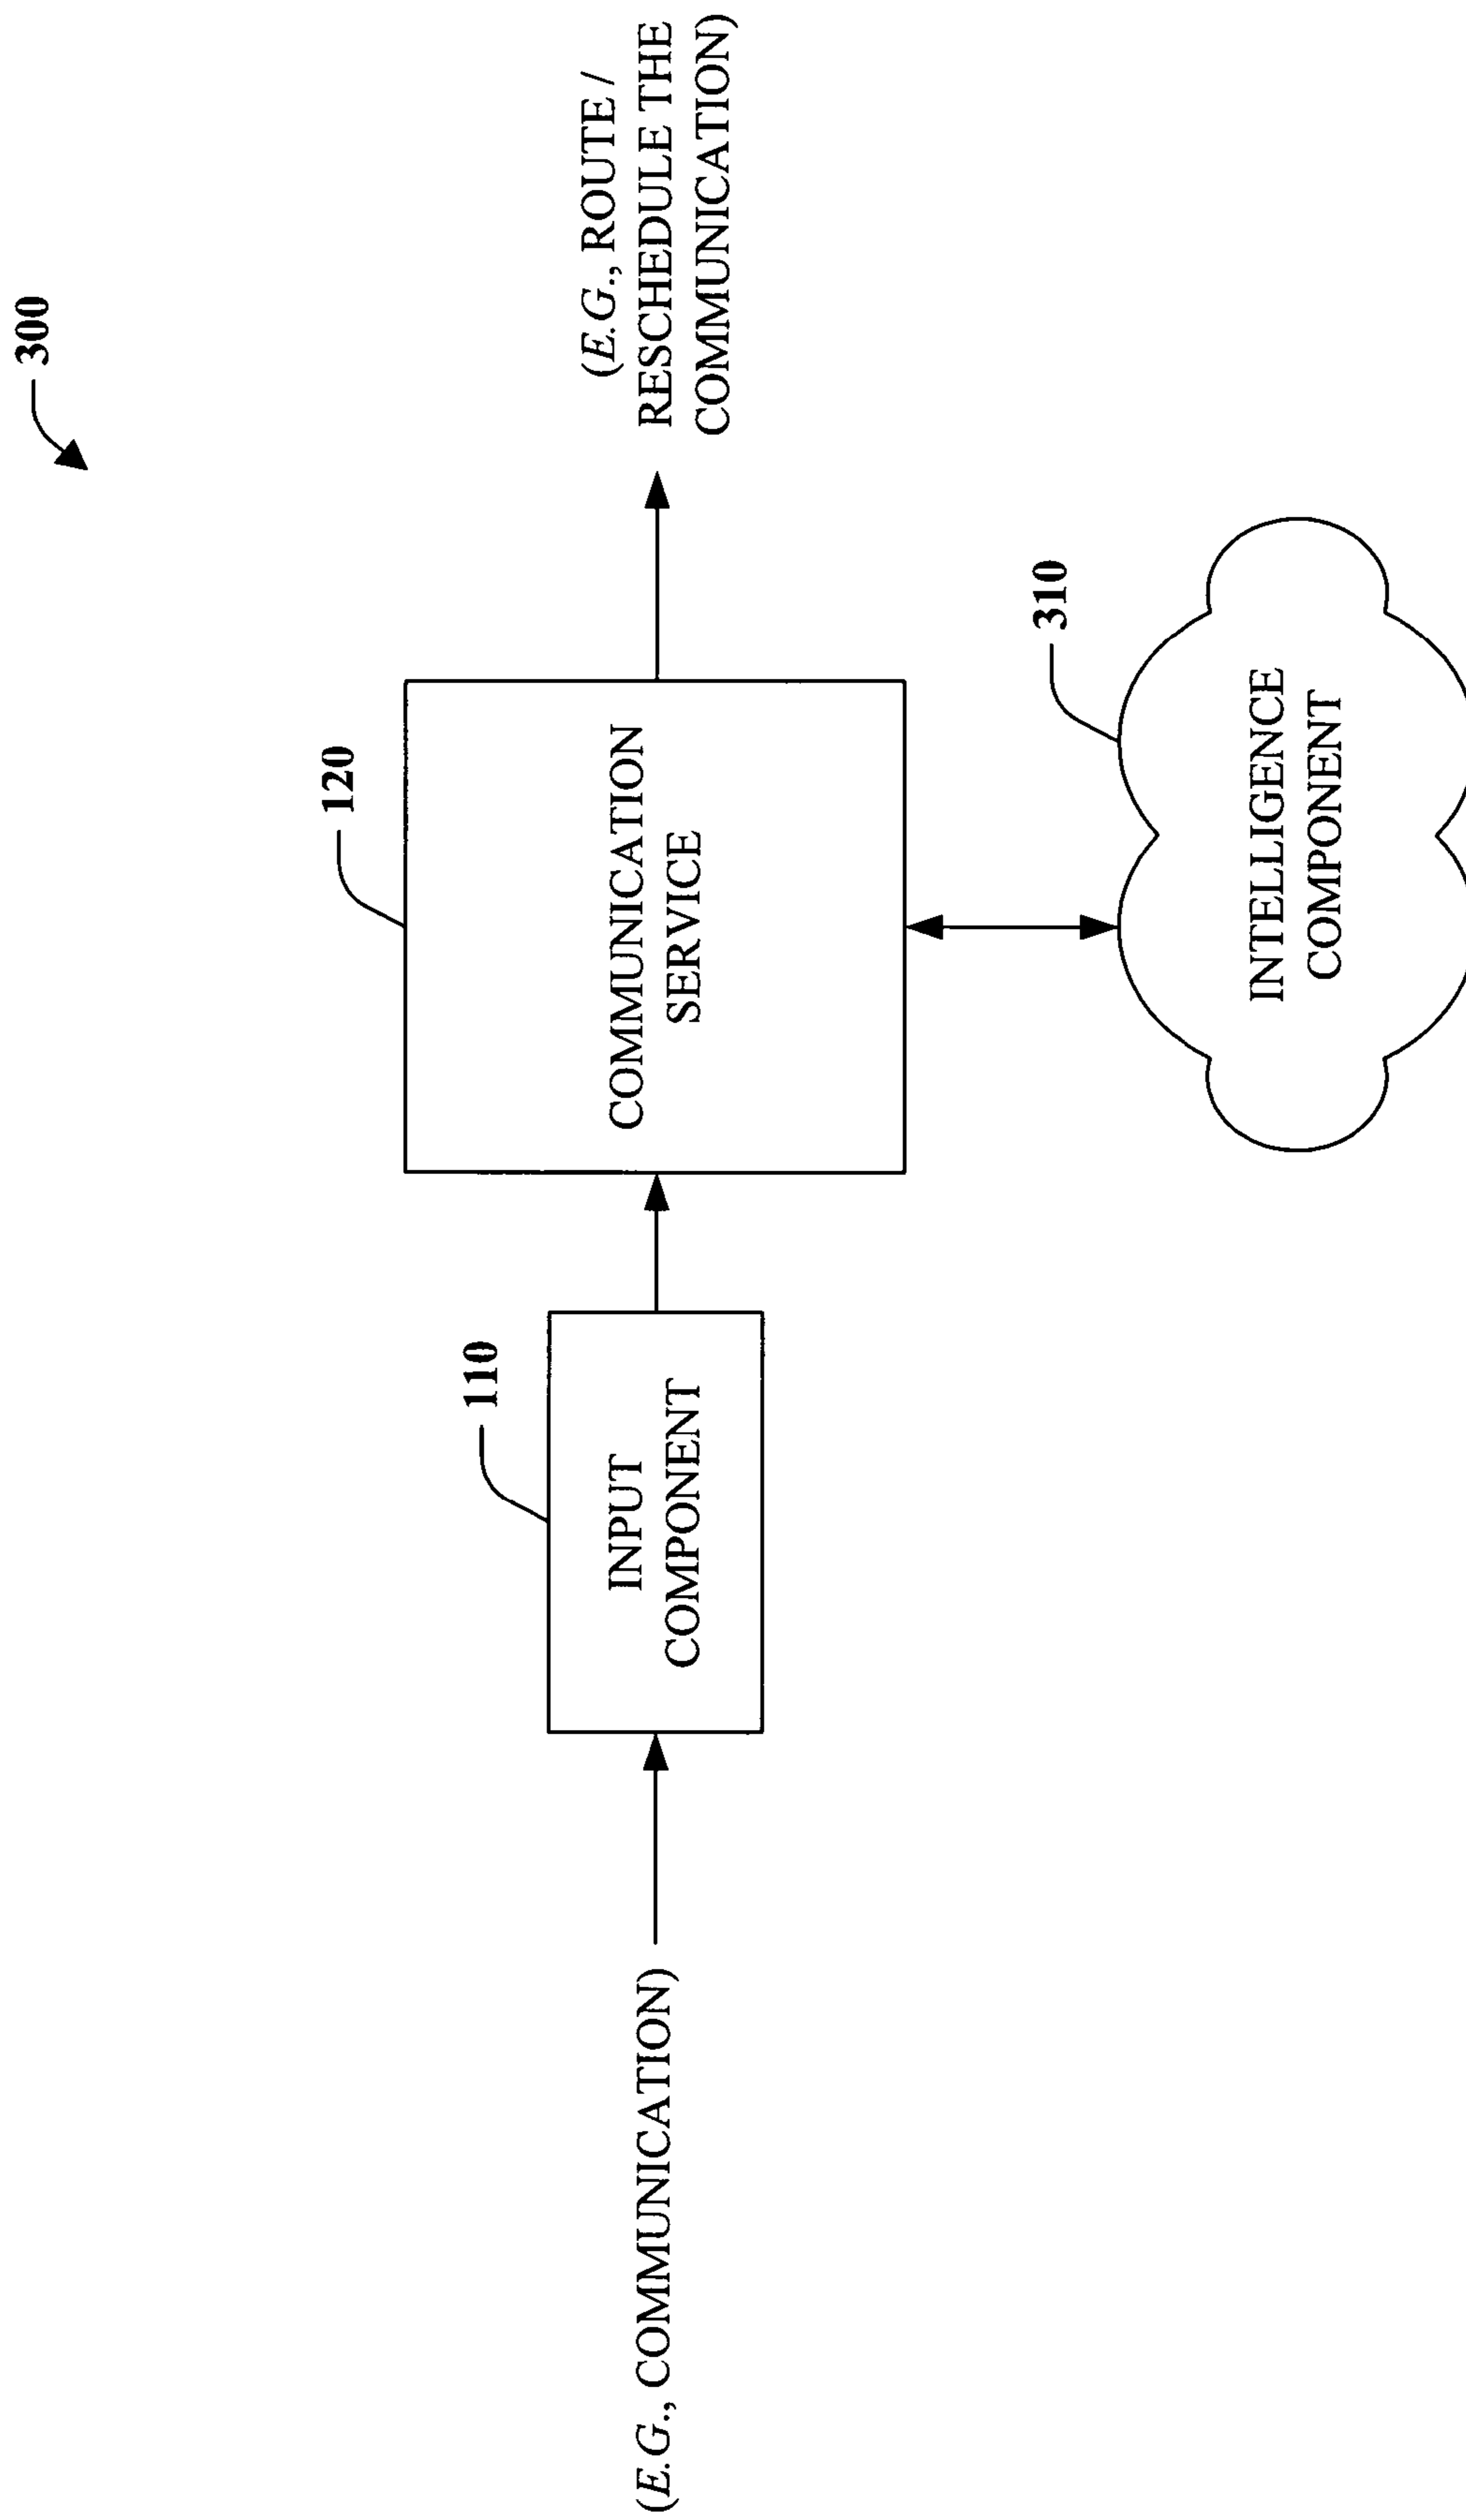 300
120
110
(E.G., COMMUNICATION)
INPUT
COMPONENT
COMMUNICATION
SERVICE
(E.G., ROUTE /
RESCHEDULE THE
COMMUNICATION)
310
INTELLIGENCE
COMPONENT